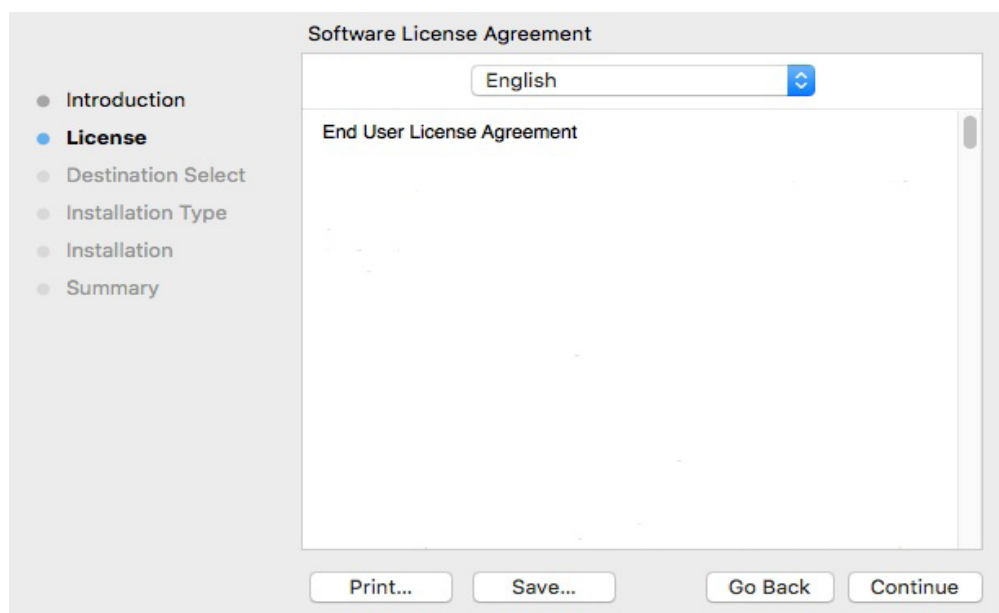 Software License Agreement
English
Introduction
License
Destination Select
Installation Type
Installation
Summary
End User License Agreement
Print...
Save...
Go Back
Continue